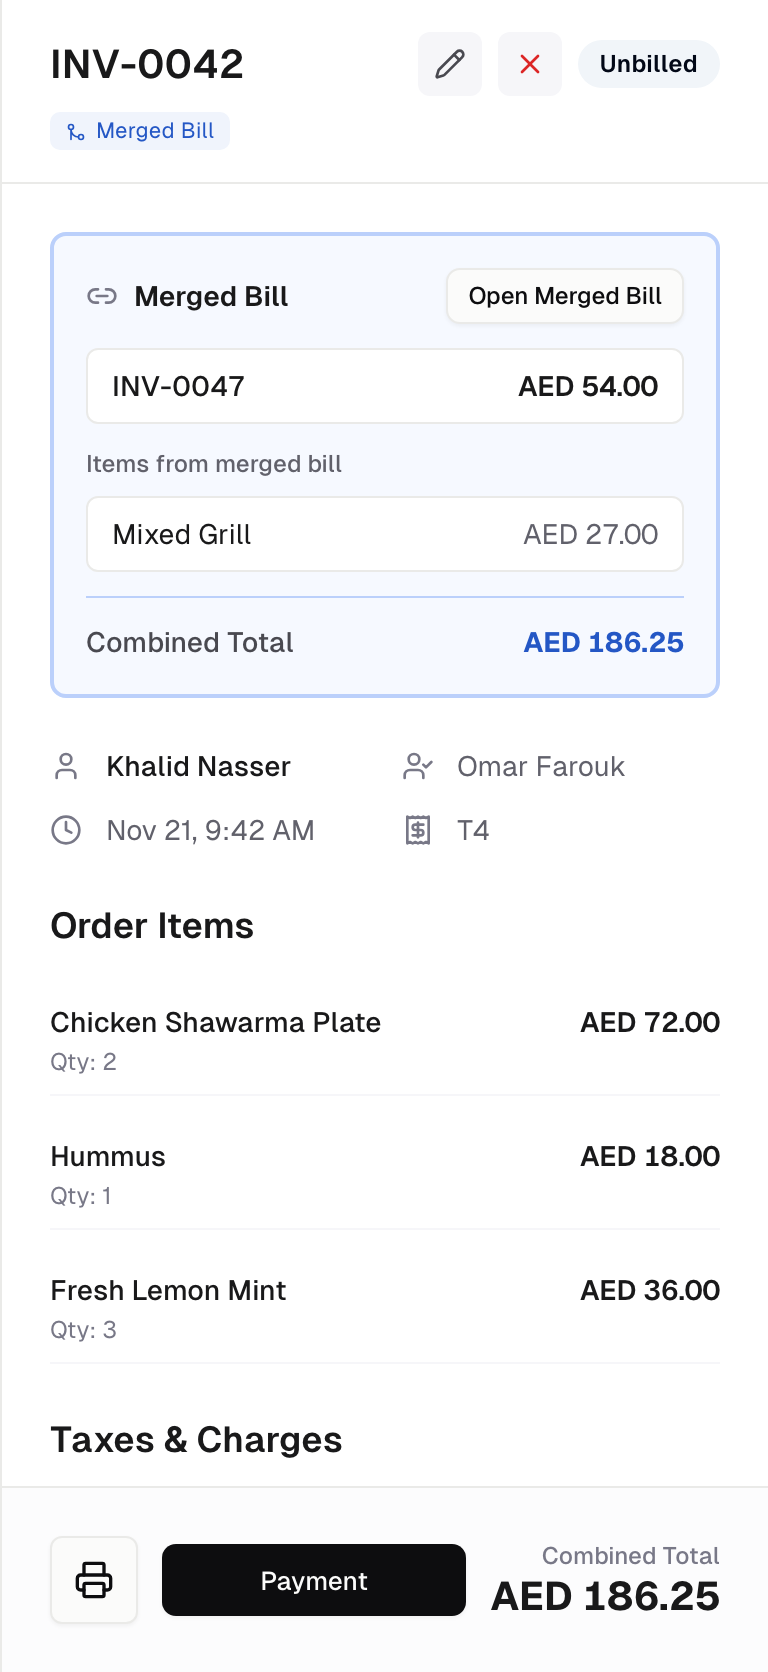 INV-0042
Unbilled
Merged Bill
Merged Bill
Open Merged Bill
INV-0047 AED 54.00
Items from merged bill
Mixed Grill AED 27.00
Combined Total AED 186.25
Khalid Nasser Omar Farouk
Nov 21, 9:42 AM T4
Order Items
Chicken Shawarma Plate AED 72.00
Qty: 2
Hummus AED 18.00
Qty: 1
Fresh Lemon Mint AED 36.00
Qty: 3
Taxes & Charges
Payment
Combined Total
AED 186.25